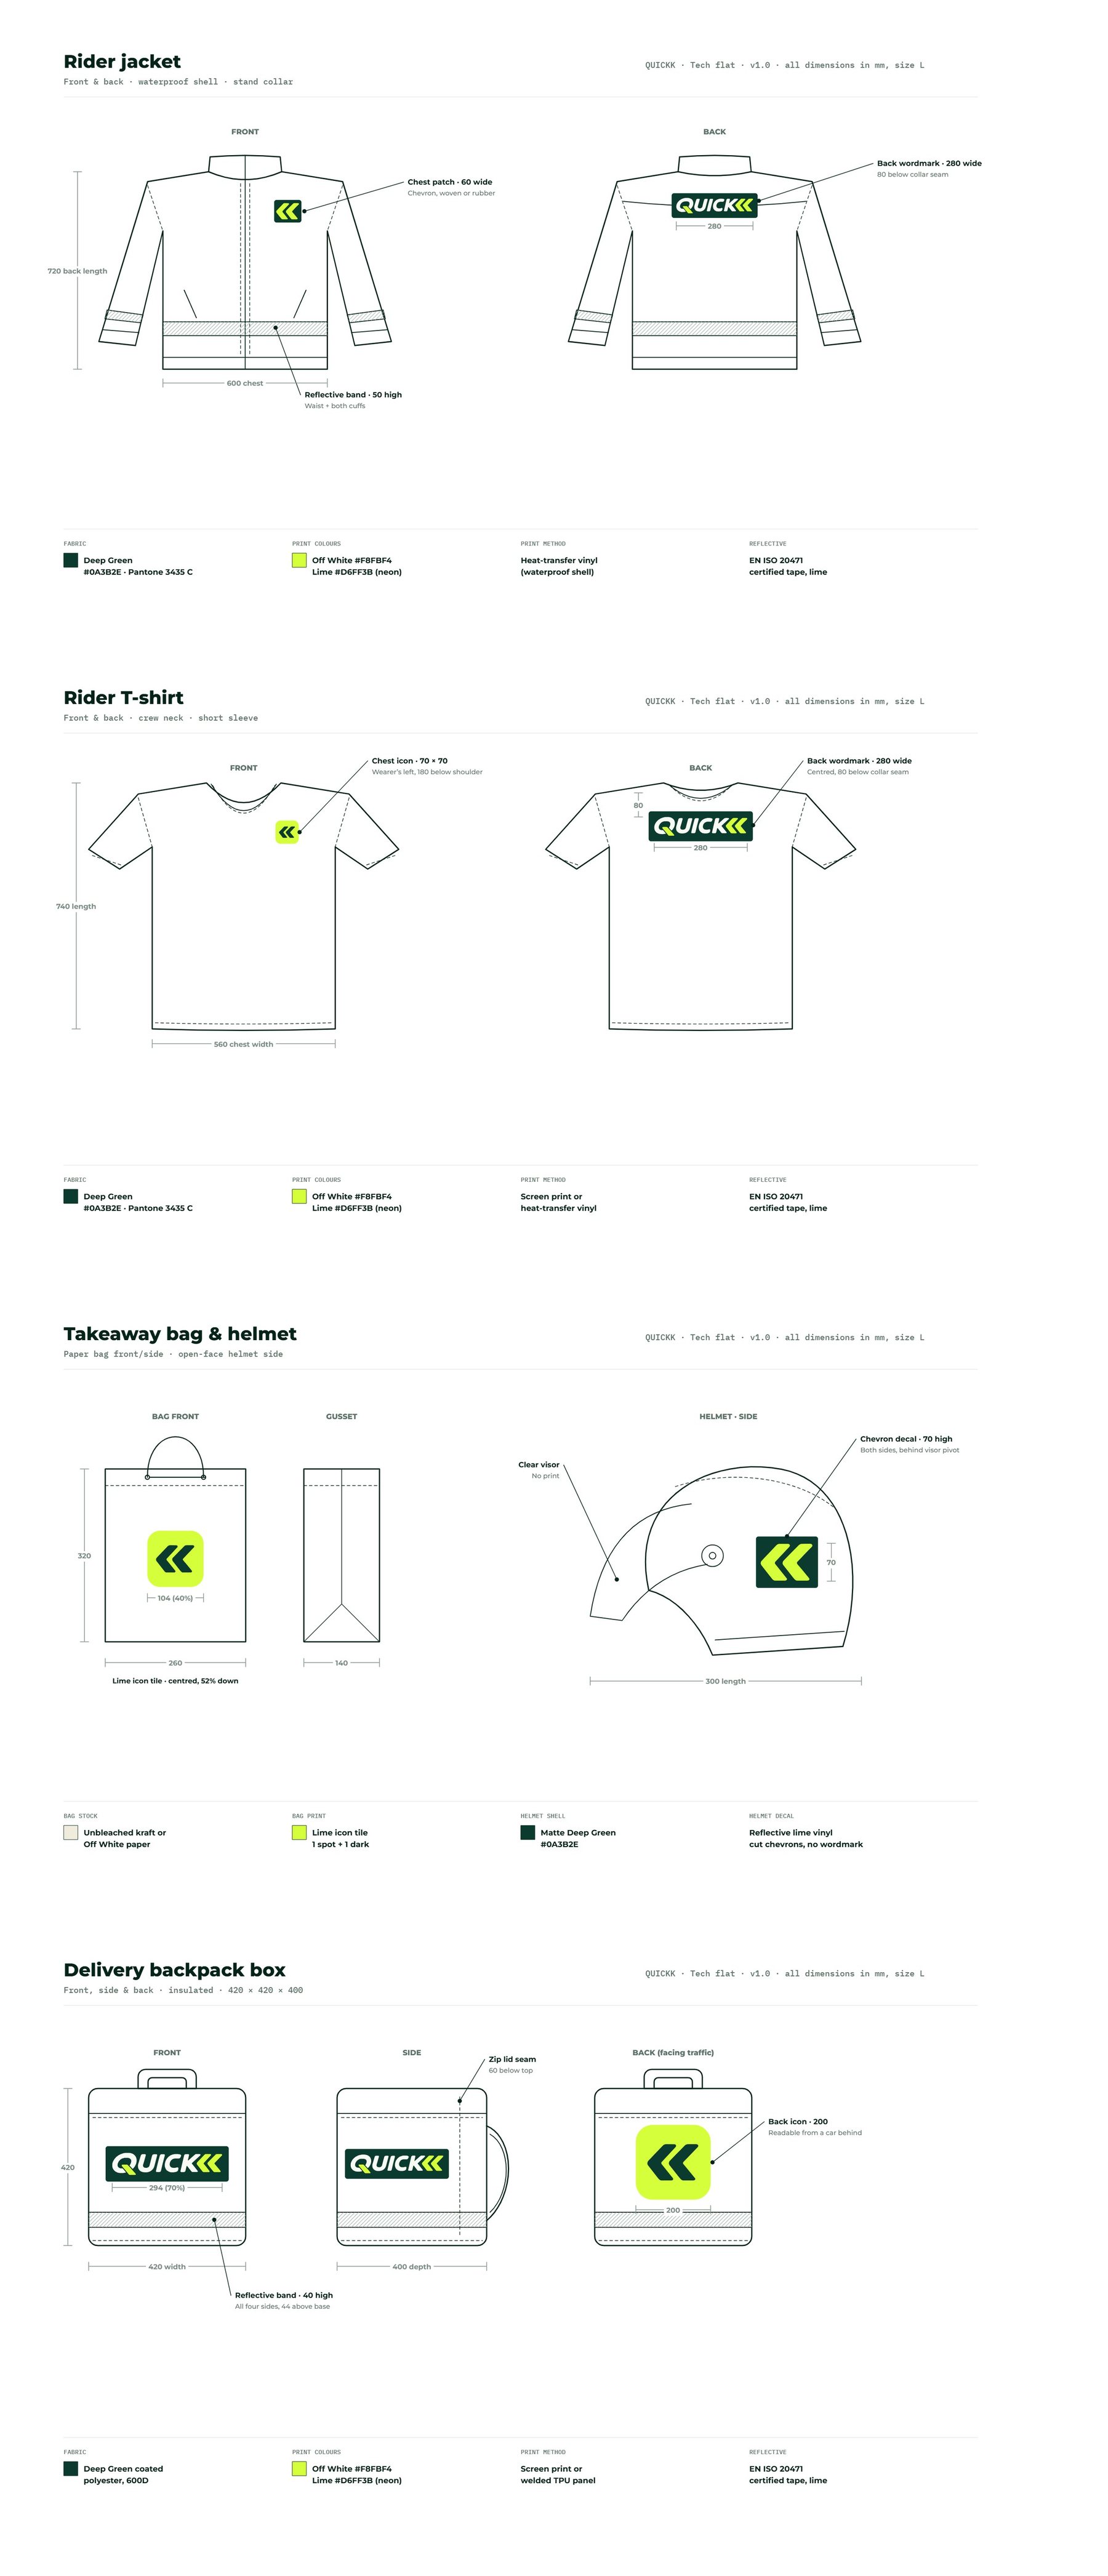 Rider jacket
QUICKK · Tech flat · v1.0 · all dimensions in mm, size L
Front & back · waterproof shell · stand collar
FRONT
BACK
Chest patch · 60 wide
Chevron, woven or rubber
Back wordmark · 280 wide
80 below collar seam
QUICK
280
720 back length
600 chest
Reflective band · 50 high
Waist + both cuffs
FABRIC
Deep Green
#0A3B2E · Pantone 3435 C
PRINT COLOURS
Off White #F8FBF4
Lime #D6FF3B (neon)
PRINT METHOD
Heat-transfer vinyl
(waterproof shell)
REFLECTIVE
EN ISO 20471
certified tape, lime
Rider T-shirt
QUICKK · Tech flat · v1.0 · all dimensions in mm, size L
Front & back · crew neck · short sleeve
FRONT
Chest icon · 70 × 70
Wearer's left, 180 below shoulder
BACK
Back wordmark · 280 wide
Centred, 80 below collar seam
80
QUICK
280
740 length
560 chest width
FABRIC
Deep Green
#0A3B2E · Pantone 3435 C
PRINT COLOURS
Off White #F8FBF4
Lime #D6FF3B (neon)
PRINT METHOD
Screen print or
heat-transfer vinyl
REFLECTIVE
EN ISO 20471
certified tape, lime
Takeaway bag & helmet
QUICKK · Tech flat · v1.0 · all dimensions in mm, size L
Paper bag front/side · open-face helmet side
BAG FRONT
GUSSET
HELMET · SIDE
Chevron decal · 70 high
Both sides, behind visor pivot
Clear visor
No print
320
70
104 (40%)
260
140
300 length
Lime icon tile · centred, 52% down
BAG STOCK
Unbleached kraft or
Off White paper
BAG PRINT
Lime icon tile
1 spot + 1 dark
HELMET SHELL
Matte Deep Green
#0A3B2E
HELMET DECAL
Reflective lime vinyl
cut chevrons, no wordmark
Delivery backpack box
QUICKK · Tech flat · v1.0 · all dimensions in mm, size L
Front, side & back · insulated · 420 × 420 × 400
FRONT
SIDE
BACK (facing traffic)
Zip lid seam
60 below top
Back icon · 200
Readable from a car behind
QUICK
QUICK
420
294 (70%)
200
420 width
400 depth
Reflective band · 40 high
All four sides, 44 above base
FABRIC
Deep Green coated
polyester, 600D
PRINT COLOURS
Off White #F8FBF4
Lime #D6FF3B (neon)
PRINT METHOD
Screen print or
welded TPU panel
REFLECTIVE
EN ISO 20471
certified tape, lime